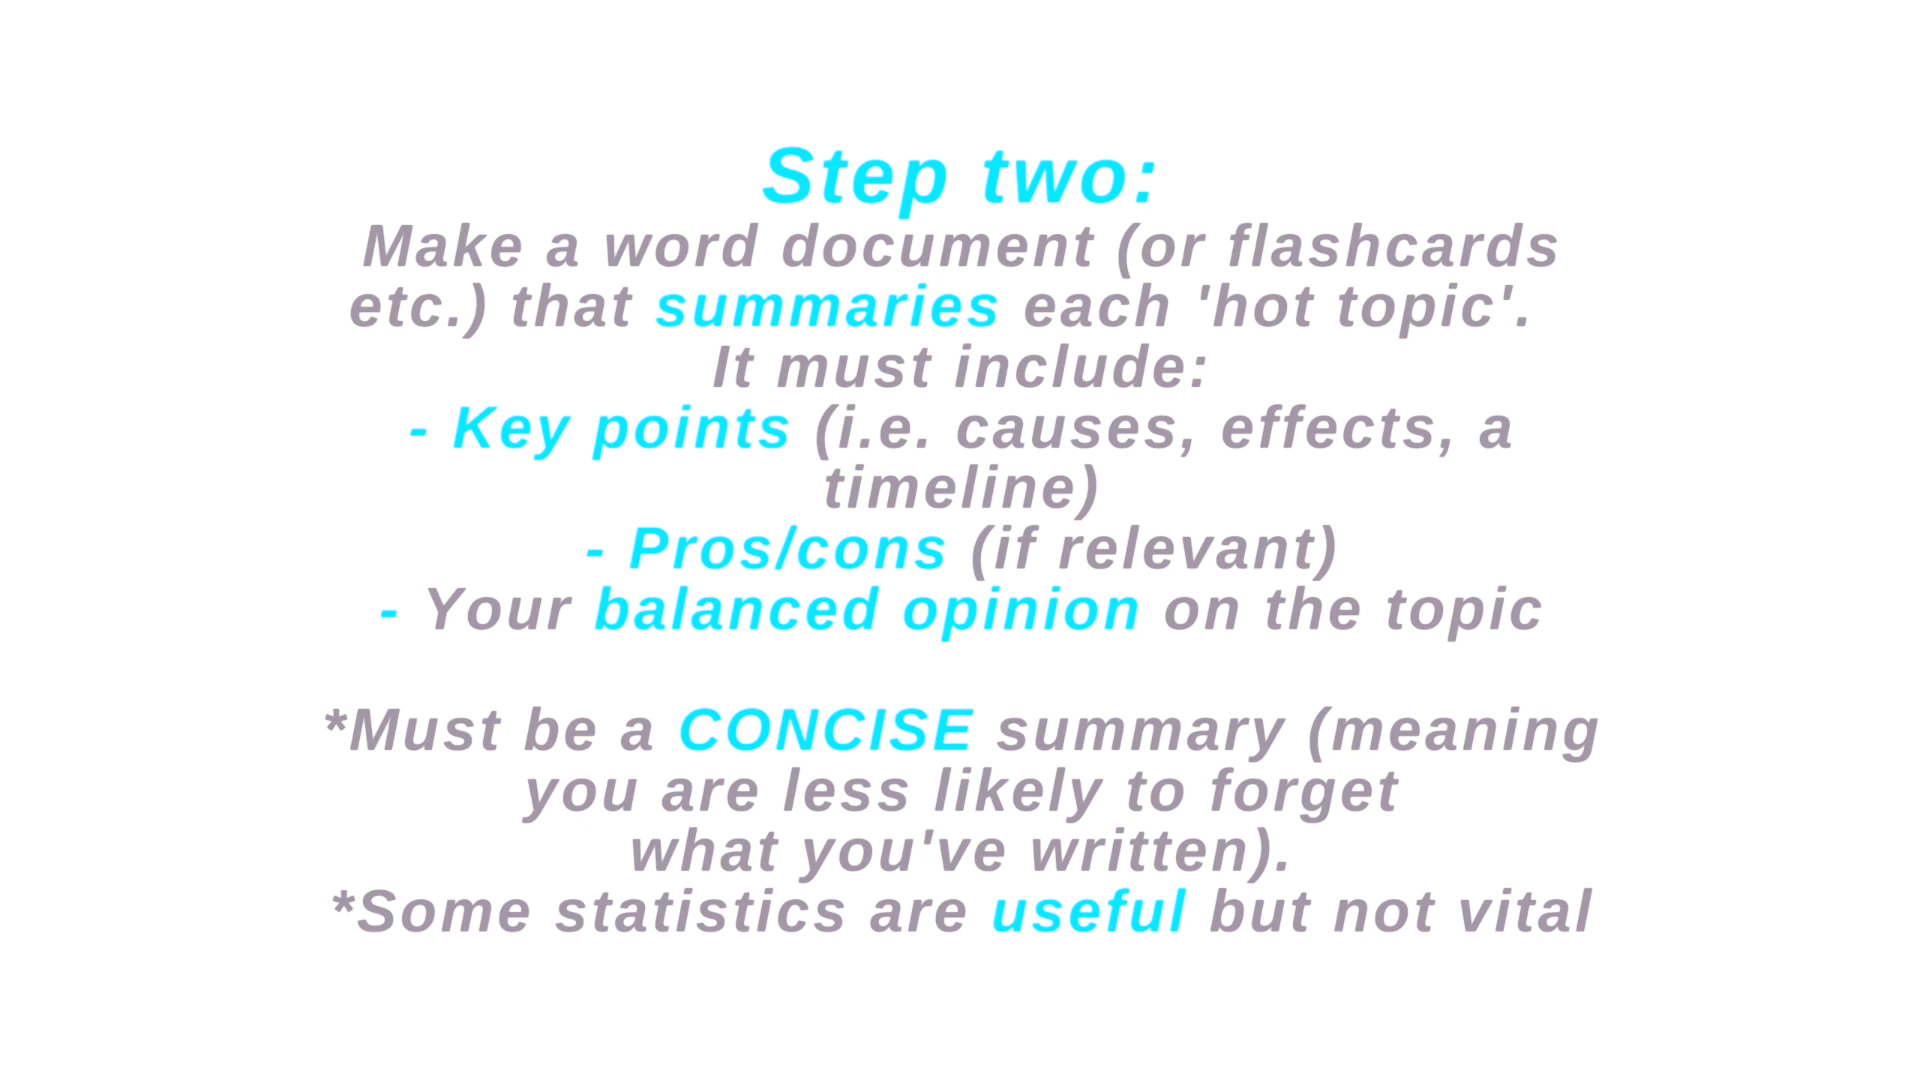 Step two:
Make a word document (or flashcards
etc.) that summaries each 'hot topic'.
It must include:
- Key points (i.e. causes, effects, a
timeline)
- Pros/cons (if relevant)
- Your balanced opinion on the topic
*Must be a CONCISE summary (meaning
you are less likely to forget
what you've written).
*Some statistics are useful but not vital